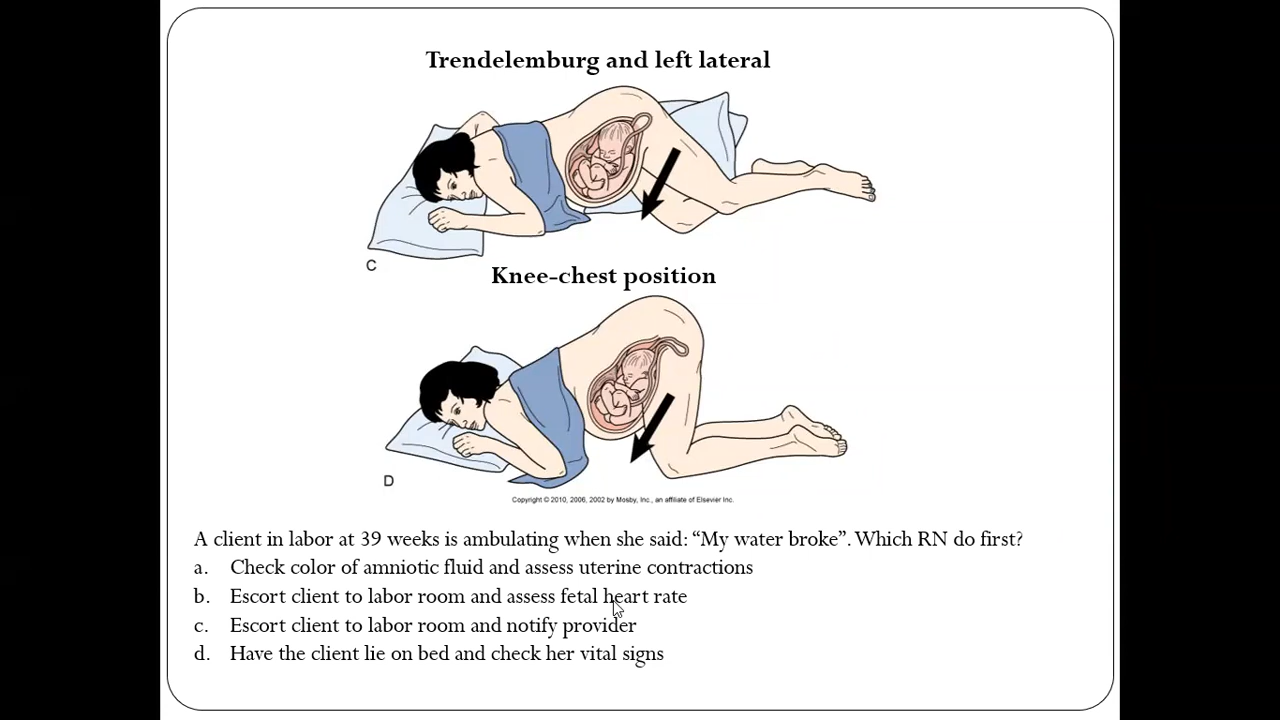 Trendelemburg and left lateral
C
Knee-chest position
D
Copyright © 2010, 2006, 2002 by Mosby, Inc., an affiliate of Elsevier Inc.
A client in labor at 39 weeks is ambulating when she said: “My water broke”. Which RN do first?
a. Check color of amniotic fluid and assess uterine contractions
b. Escort client to labor room and assess fetal heart rate
c. Escort client to labor room and notify provider
d. Have the client lie on bed and check her vital signs